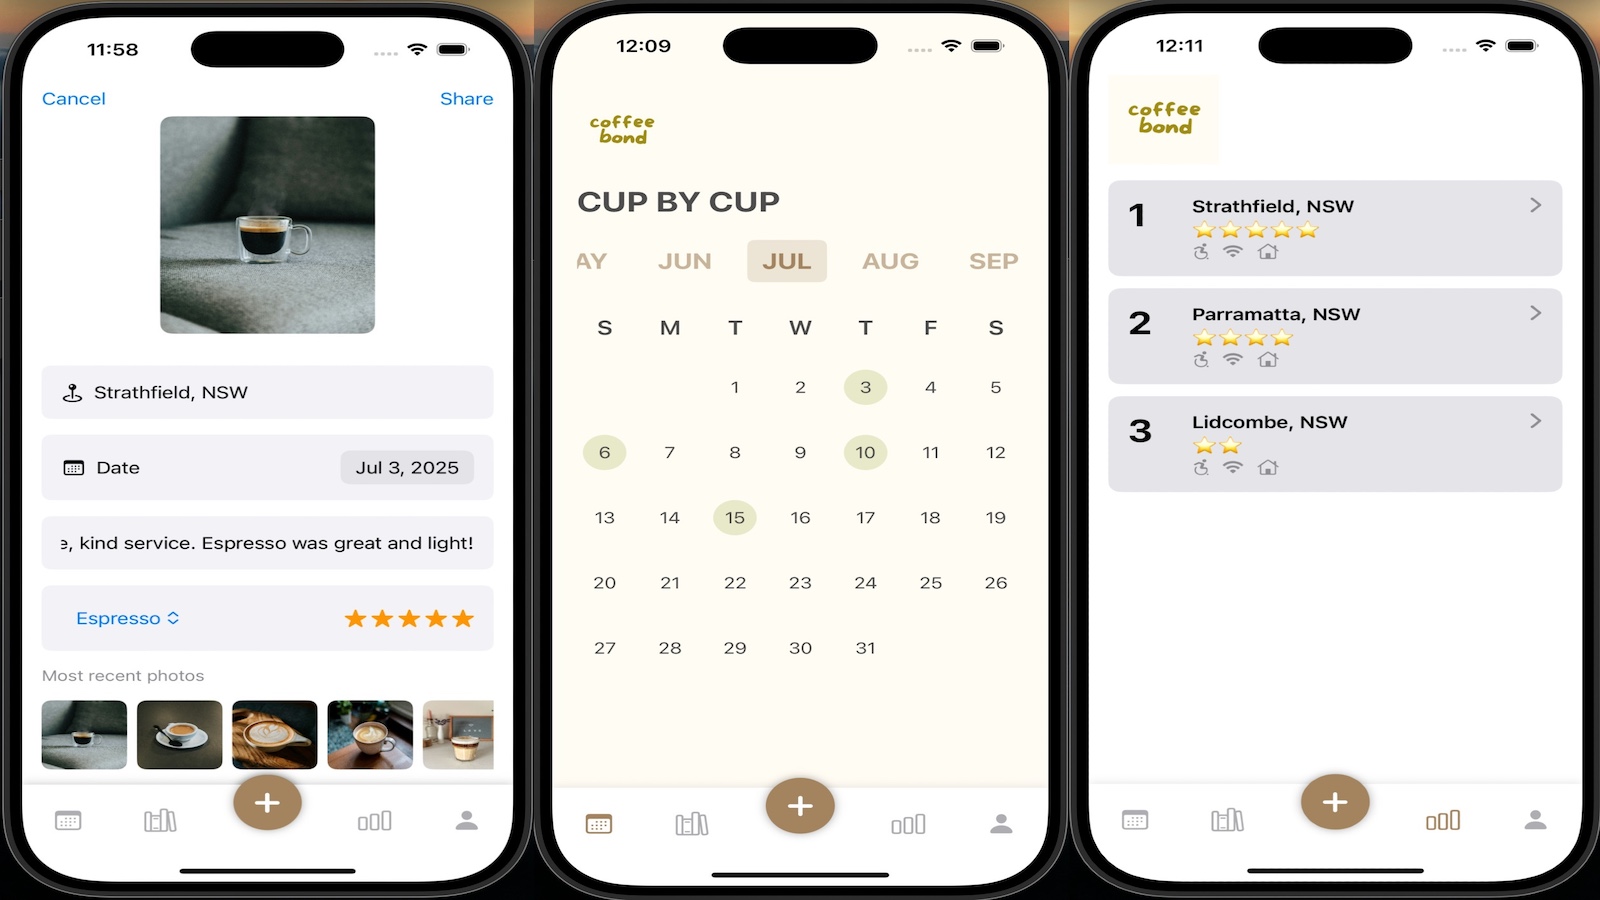 11:58
Cancel
Share
Strathfield, NSW
Date
Jul 3, 2025
e, kind service. Espresso was great and light!
Espresso
Most recent photos
12:09
coffee
bond
CUP BY CUP
AY JUN JUL AUG SEP
S M T W T F S
1 2 3 4 5
6 7 8 9 10 11 12
13 14 15 16 17 18 19
20 21 22 23 24 25 26
27 28 29 30 31
12:11
coffee
bond
1 Strathfield, NSW
2 Parramatta, NSW
3 Lidcombe, NSW